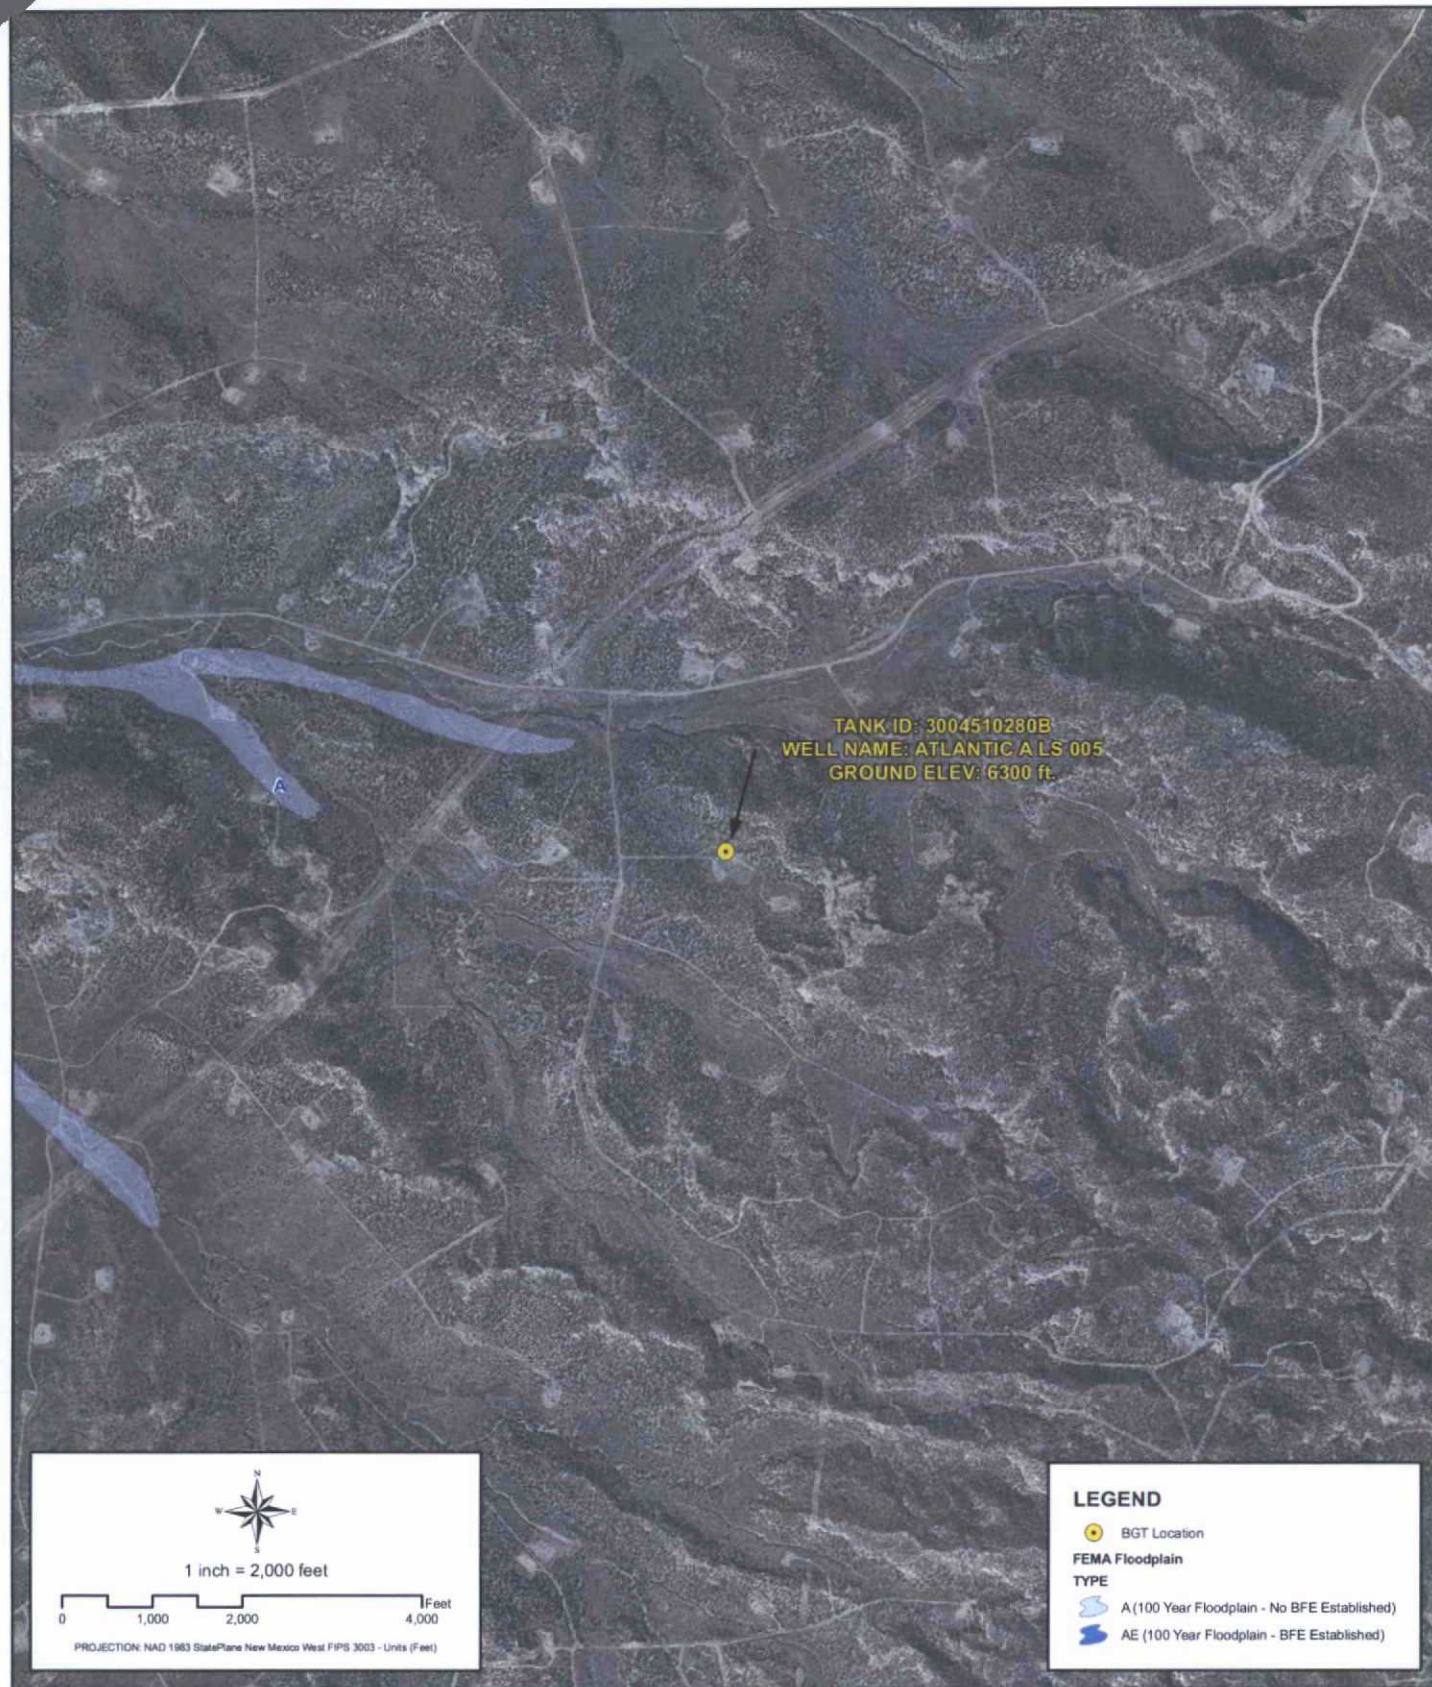 TANK ID: 3004510280B
WELL NAME: ATLANTIC A LS 005
GROUND ELEV: 6300 ft.
A
N
W E
S
1 inch = 2,000 feet
Feet
0 1,000 2,000 4,000
PROJECTION: NAD 1983 StatePlane New Mexico West FIPS 3003 - Units (Feet)
LEGEND
BGT Location
FEMA Floodplain
TYPE
A (100 Year Floodplain - No BFE Established)
AE (100 Year Floodplain - BFE Established)